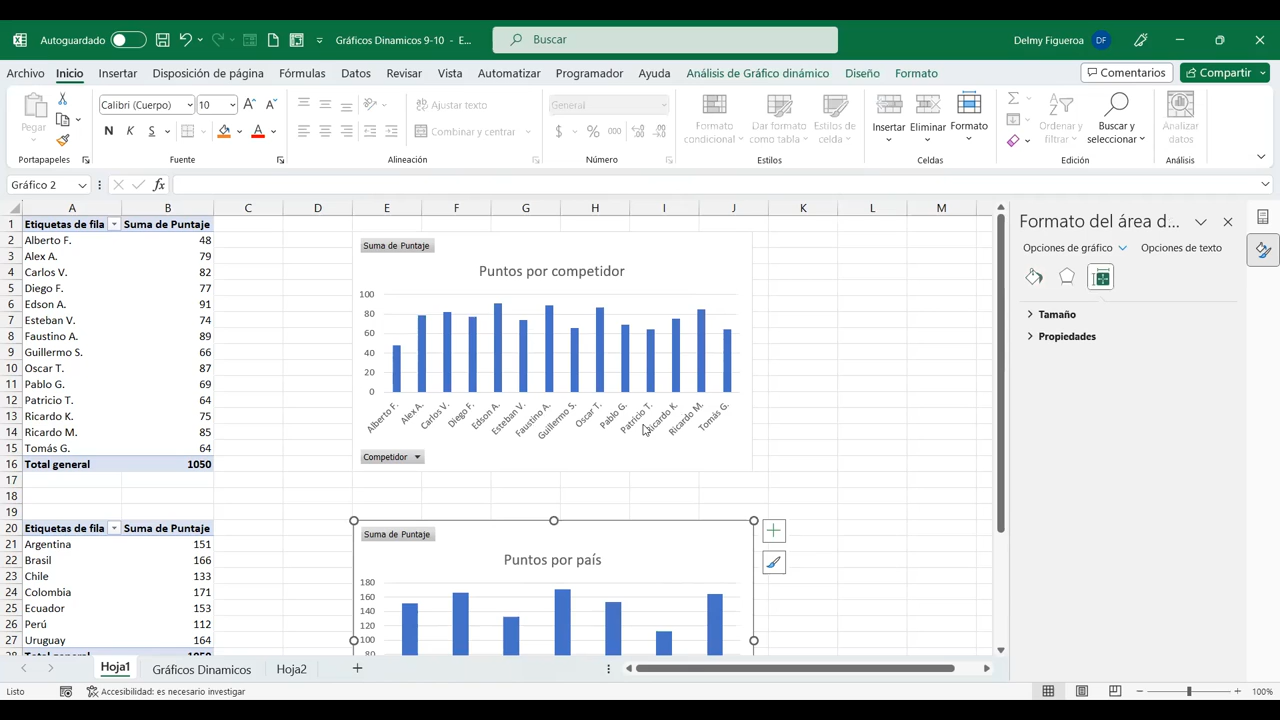 Autoguardado
Gráficos Dinamicos 9-10 - E...
Buscar
Delmy Figueroa DF
Archivo Inicio Insertar Disposición de página Fórmulas Datos Revisar Vista Automatizar Programador Ayuda Análisis de Gráfico dinámico Diseño Formato Comentarios Compartir
Pegar
Portapapeles
Calibri (Cuerpo) 10
N K S
Fuente
Ajustar texto
Combinar y centrar
Alineación
General
$ % 000
Número
Formato condicional
Dar formato como tabla
Estilos de celda
Estilos
Insertar Eliminar Formato
Celdas
Ordenar y filtrar
Buscar y seleccionar
Edición
Analizar datos
Análisis
Gráfico 2
fx
A B C D E F G H I J K L M
1 Etiquetas de fila Suma de Puntaje
2 Alberto F. 48
3 Alex A. 79
4 Carlos V. 82
5 Diego F. 77
6 Edson A. 91
7 Esteban V. 74
8 Faustino A. 89
9 Guillermo S. 66
10 Oscar T. 87
11 Pablo G. 69
12 Patricio T. 64
13 Ricardo K. 75
14 Ricardo M. 85
15 Tomás G. 64
16 Total general 1050
17
18
19
20 Etiquetas de fila Suma de Puntaje
21 Argentina 151
22 Brasil 166
23 Chile 133
24 Colombia 171
25 Ecuador 153
26 Perú 112
27 Uruguay 164
28 Total general 1050
Suma de Puntaje
Puntos por competidor
100
80
60
40
20
0
Alberto F. Alex A. Carlos V. Diego F. Edson A. Esteban V. Faustino A. Guillermo S. Oscar T. Pablo G. Patricio T. Ricardo K. Ricardo M. Tomás G.
Competidor
Suma de Puntaje
Puntos por país
180
160
140
120
100
80
Formato del área d...
Opciones de gráfico Opciones de texto
Tamaño
Propiedades
Hoja1 Gráficos Dinamicos Hoja2
Listo Accesibilidad: es necesario investigar 100%